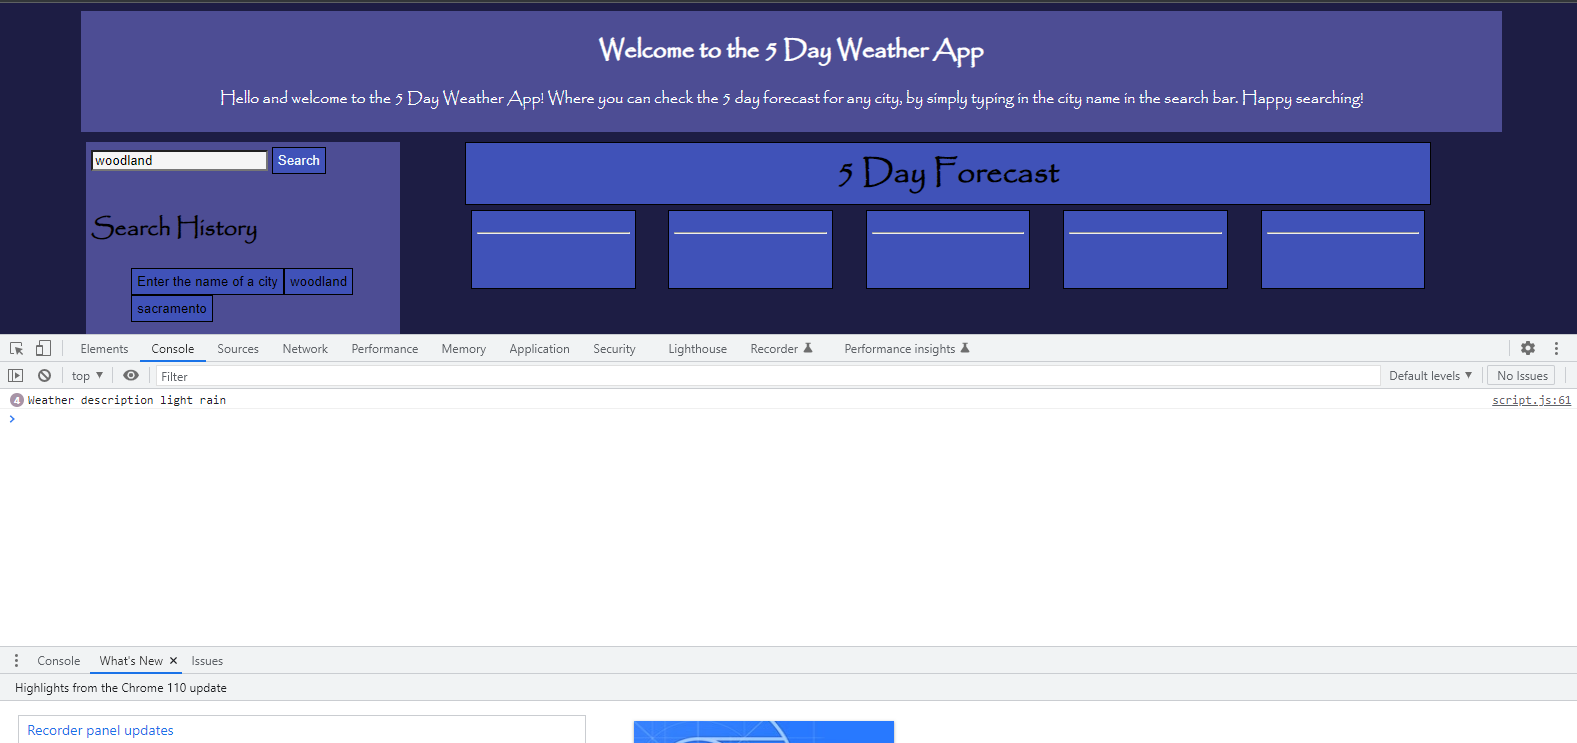 Welcome to the 5 Day Weather App
Hello and welcome to the 5 Day Weather App! Where you can check the 5 day forecast for any city, by simply typing in the city name in the search bar. Happy searching!
woodland Search
Search History
Enter the name of a city woodland
sacramento
5 Day Forecast
Elements Console Sources Network Performance Memory Application Security Lighthouse Recorder Performance insights
top Filter Default levels No Issues
4 Weather description light rain script.js:61
Console What's New Issues
Highlights from the Chrome 110 update
Recorder panel updates